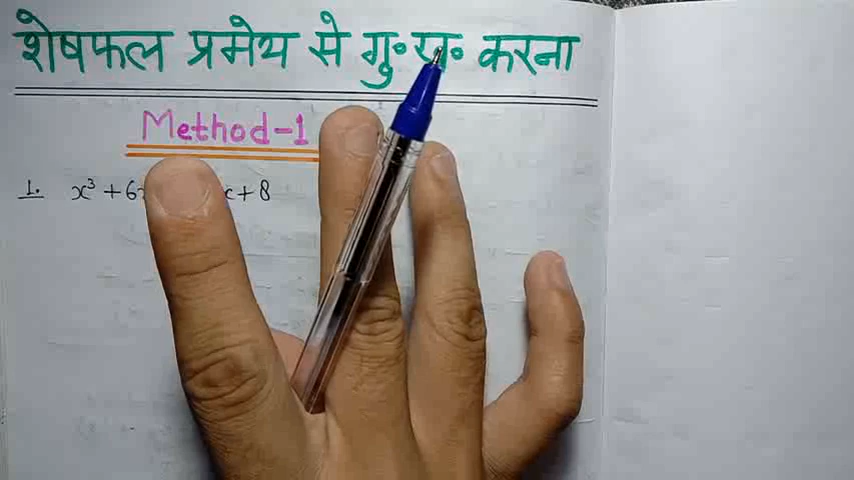 शेषफल प्रमेय से गु॰ ख॰ करना
Method-1
1. x³ + 6 x + 8